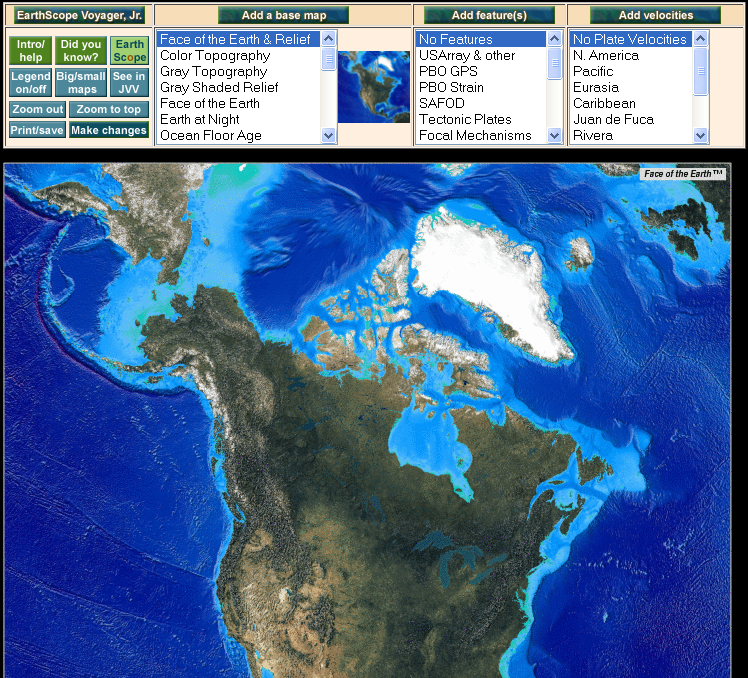 EarthScope Voyager, Jr.
Intro/
help
Did you
know?
Earth
Scope
Legend
on/off
Big/small
maps
See in
JVV
Zoom out
Zoom to top
Print/save
Make changes
Add a base map
Face of the Earth & Relief
Color Topography
Gray Topography
Gray Shaded Relief
Face of the Earth
Earth at Night
Ocean Floor Age
Add feature(s)
No Features
USArray & other
PBO GPS
PBO Strain
SAFOD
Tectonic Plates
Focal Mechanisms
Add velocities
No Plate Velocities
N. America
Pacific
Eurasia
Caribbean
Juan de Fuca
Rivera
Face of the Earth™